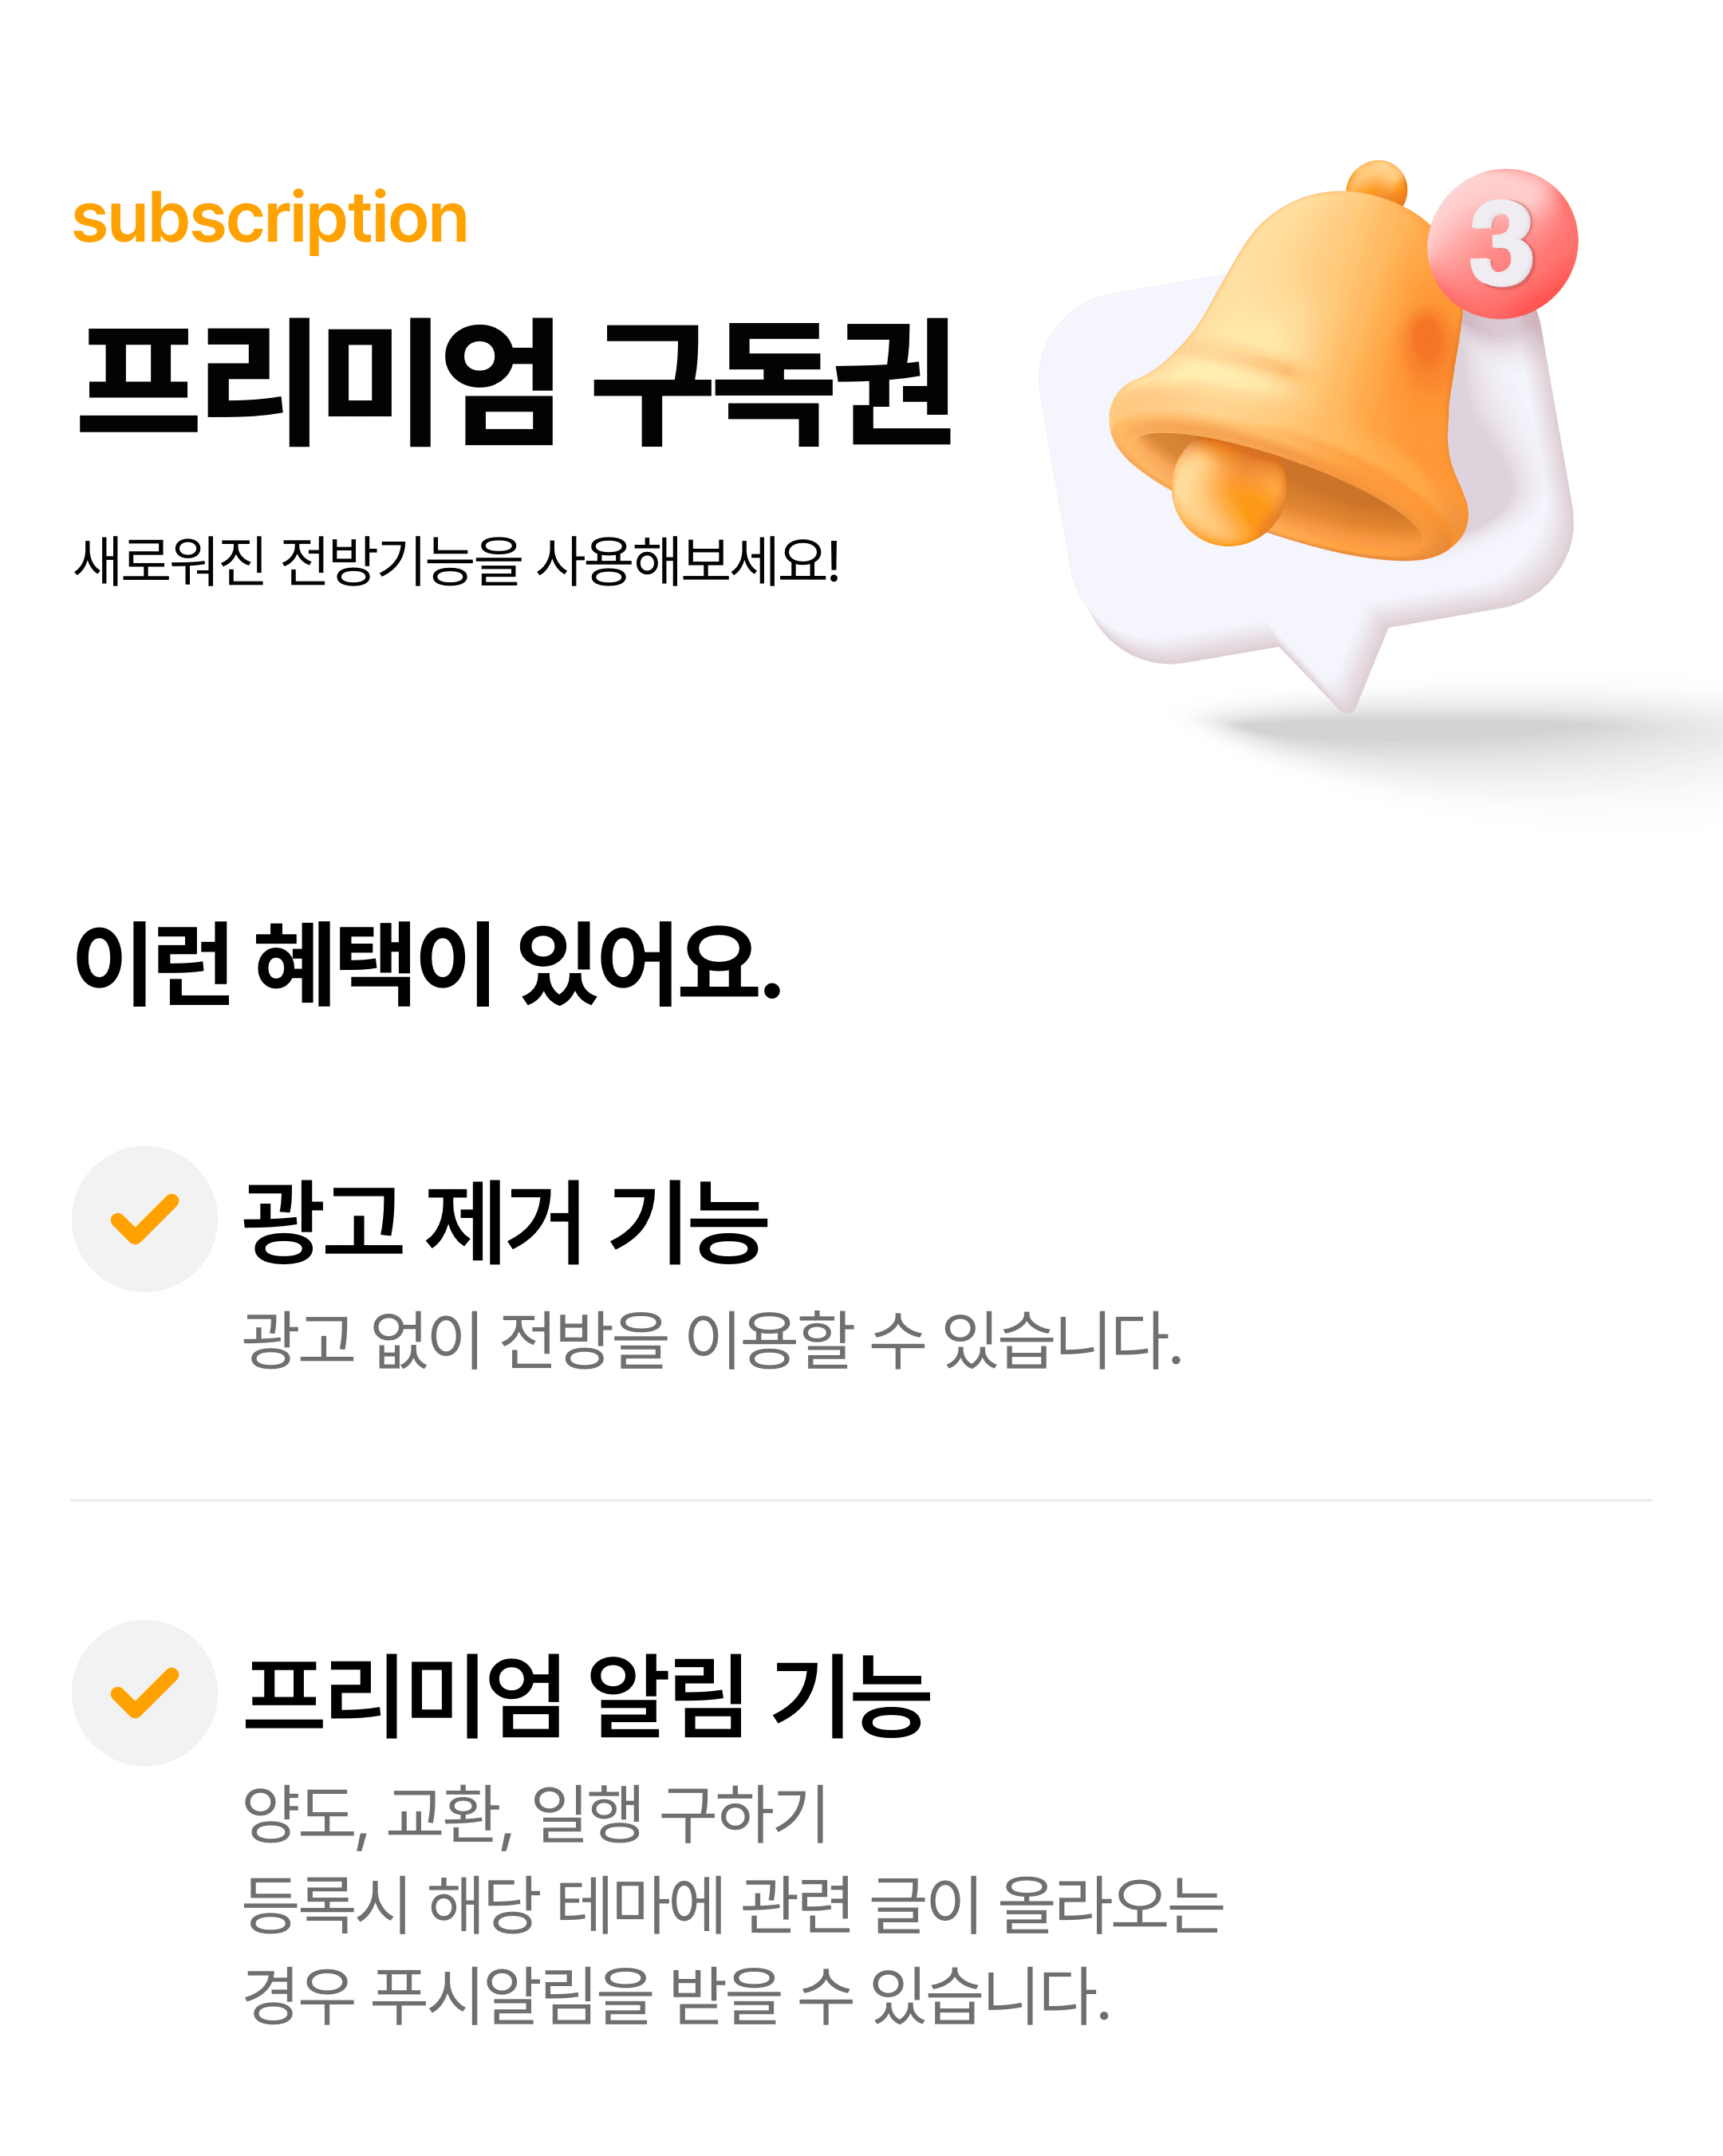 subscription
3
프리미엄 구독권
새로워진 전방기능을 사용해보세요!
이런 혜택이 있어요.
광고 제거 기능
광고 없이 전방을 이용할 수 있습니다.
프리미엄 알림 기능
양도, 교환, 일행 구하기
등록시 해당 테마에 관련 글이 올라오는
경우 푸시알림을 받을 수 있습니다.